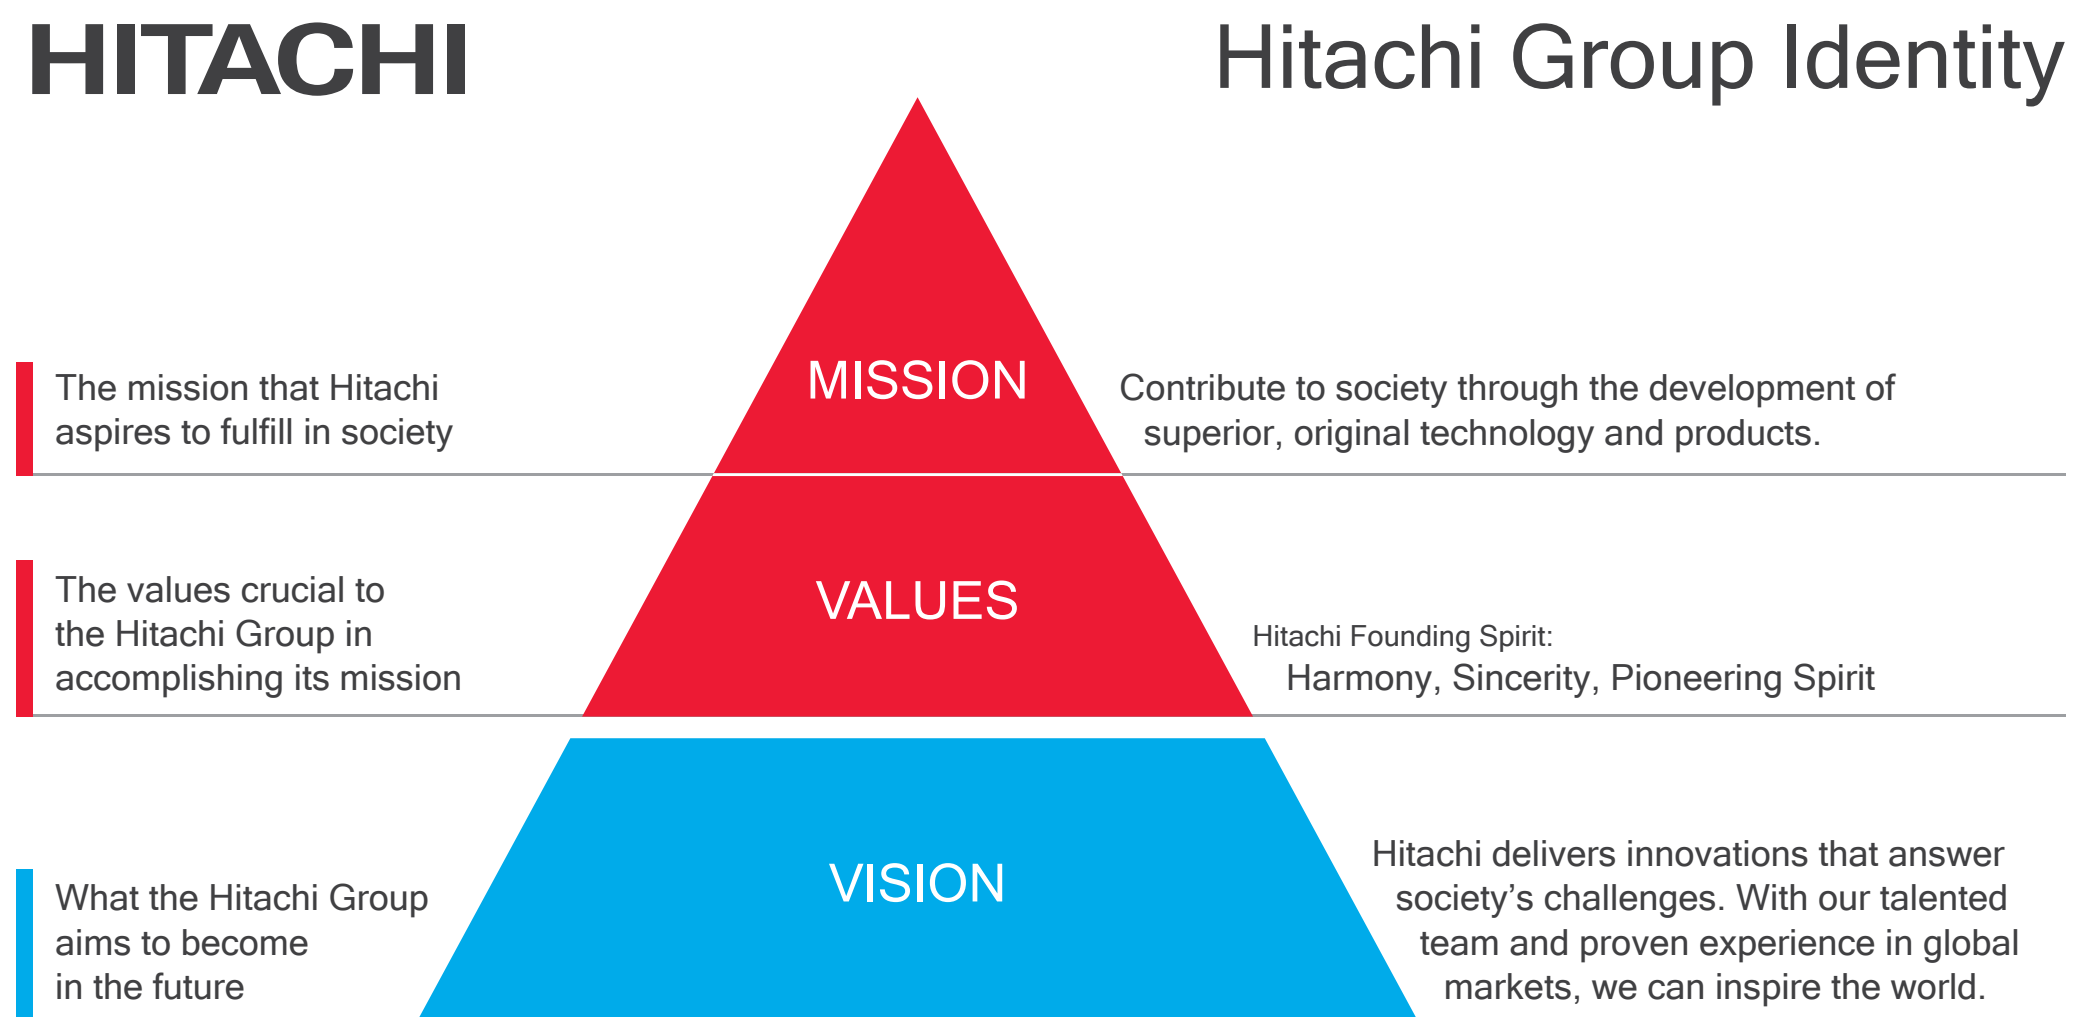 HITACHI
Hitachi Group Identity
The mission that Hitachi
aspires to fulfill in society
MISSION
Contribute to society through the development of
superior, original technology and products.
The values crucial to
the Hitachi Group in
accomplishing its mission
VALUES
Hitachi Founding Spirit:
Harmony, Sincerity, Pioneering Spirit
What the Hitachi Group
aims to become
in the future
VISION
Hitachi delivers innovations that answer
society’s challenges. With our talented
team and proven experience in global
markets, we can inspire the world.